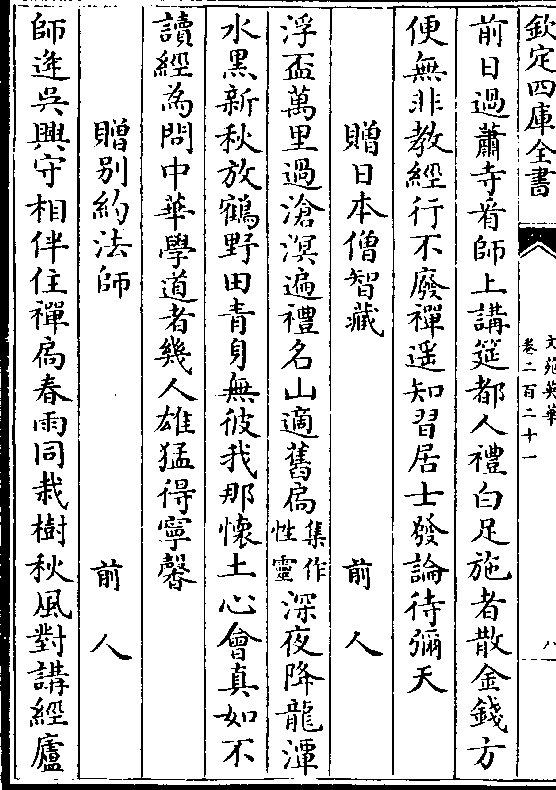 欽定四庫全書
文苑英華
卷二百二十一
八
前日過蕭寺看師上講筵都人禮白足施者散金錢方
便無非教經行不廢禪遥知習居士發論待彌天
贈日本僧智藏 前人
浮盃萬里過滄溟遍禮名山適舊扃集作性靈深夜降龍潭
水黑新秋放鶴野田青身無彼我那懷土心會真如不
讀經為問中華學道者幾人雄猛得寧馨
贈别約法師 前人
師逢吳興守相伴住禪扃春雨同栽樹秋風對講經廬